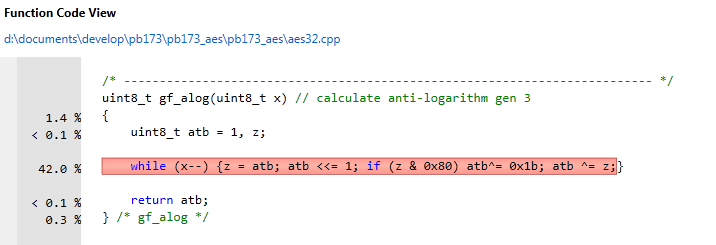 Function Code View
d:\documents\develop\pb173\pb173_aes\pb173_aes\aes32.cpp
/* ----------------------------------------------------------------------- */
uint8_t gf_alog(uint8_t x) // calculate anti-logarithm gen 3
1.4 % {
< 0.1 % uint8_t atb = 1, z;
42.0 % while (x--) {z = atb; atb <<= 1; if (z & 0x80) atb^= 0x1b; atb ^= z;}
< 0.1 % return atb;
0.3 % } /* gf_alog */